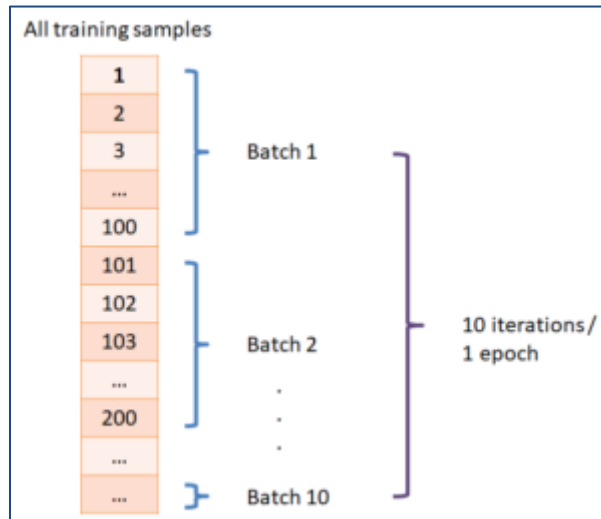 All training samples
1
2
3
...
100
101
102
103
...
200
...
...
Batch 1
Batch 2
.
.
.
Batch 10
10 iterations /
1 epoch